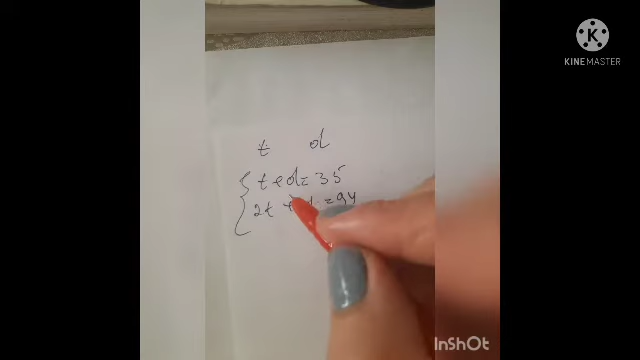 t d
t + d = 35
2t + d = 94
KINEMASTER
InShOt